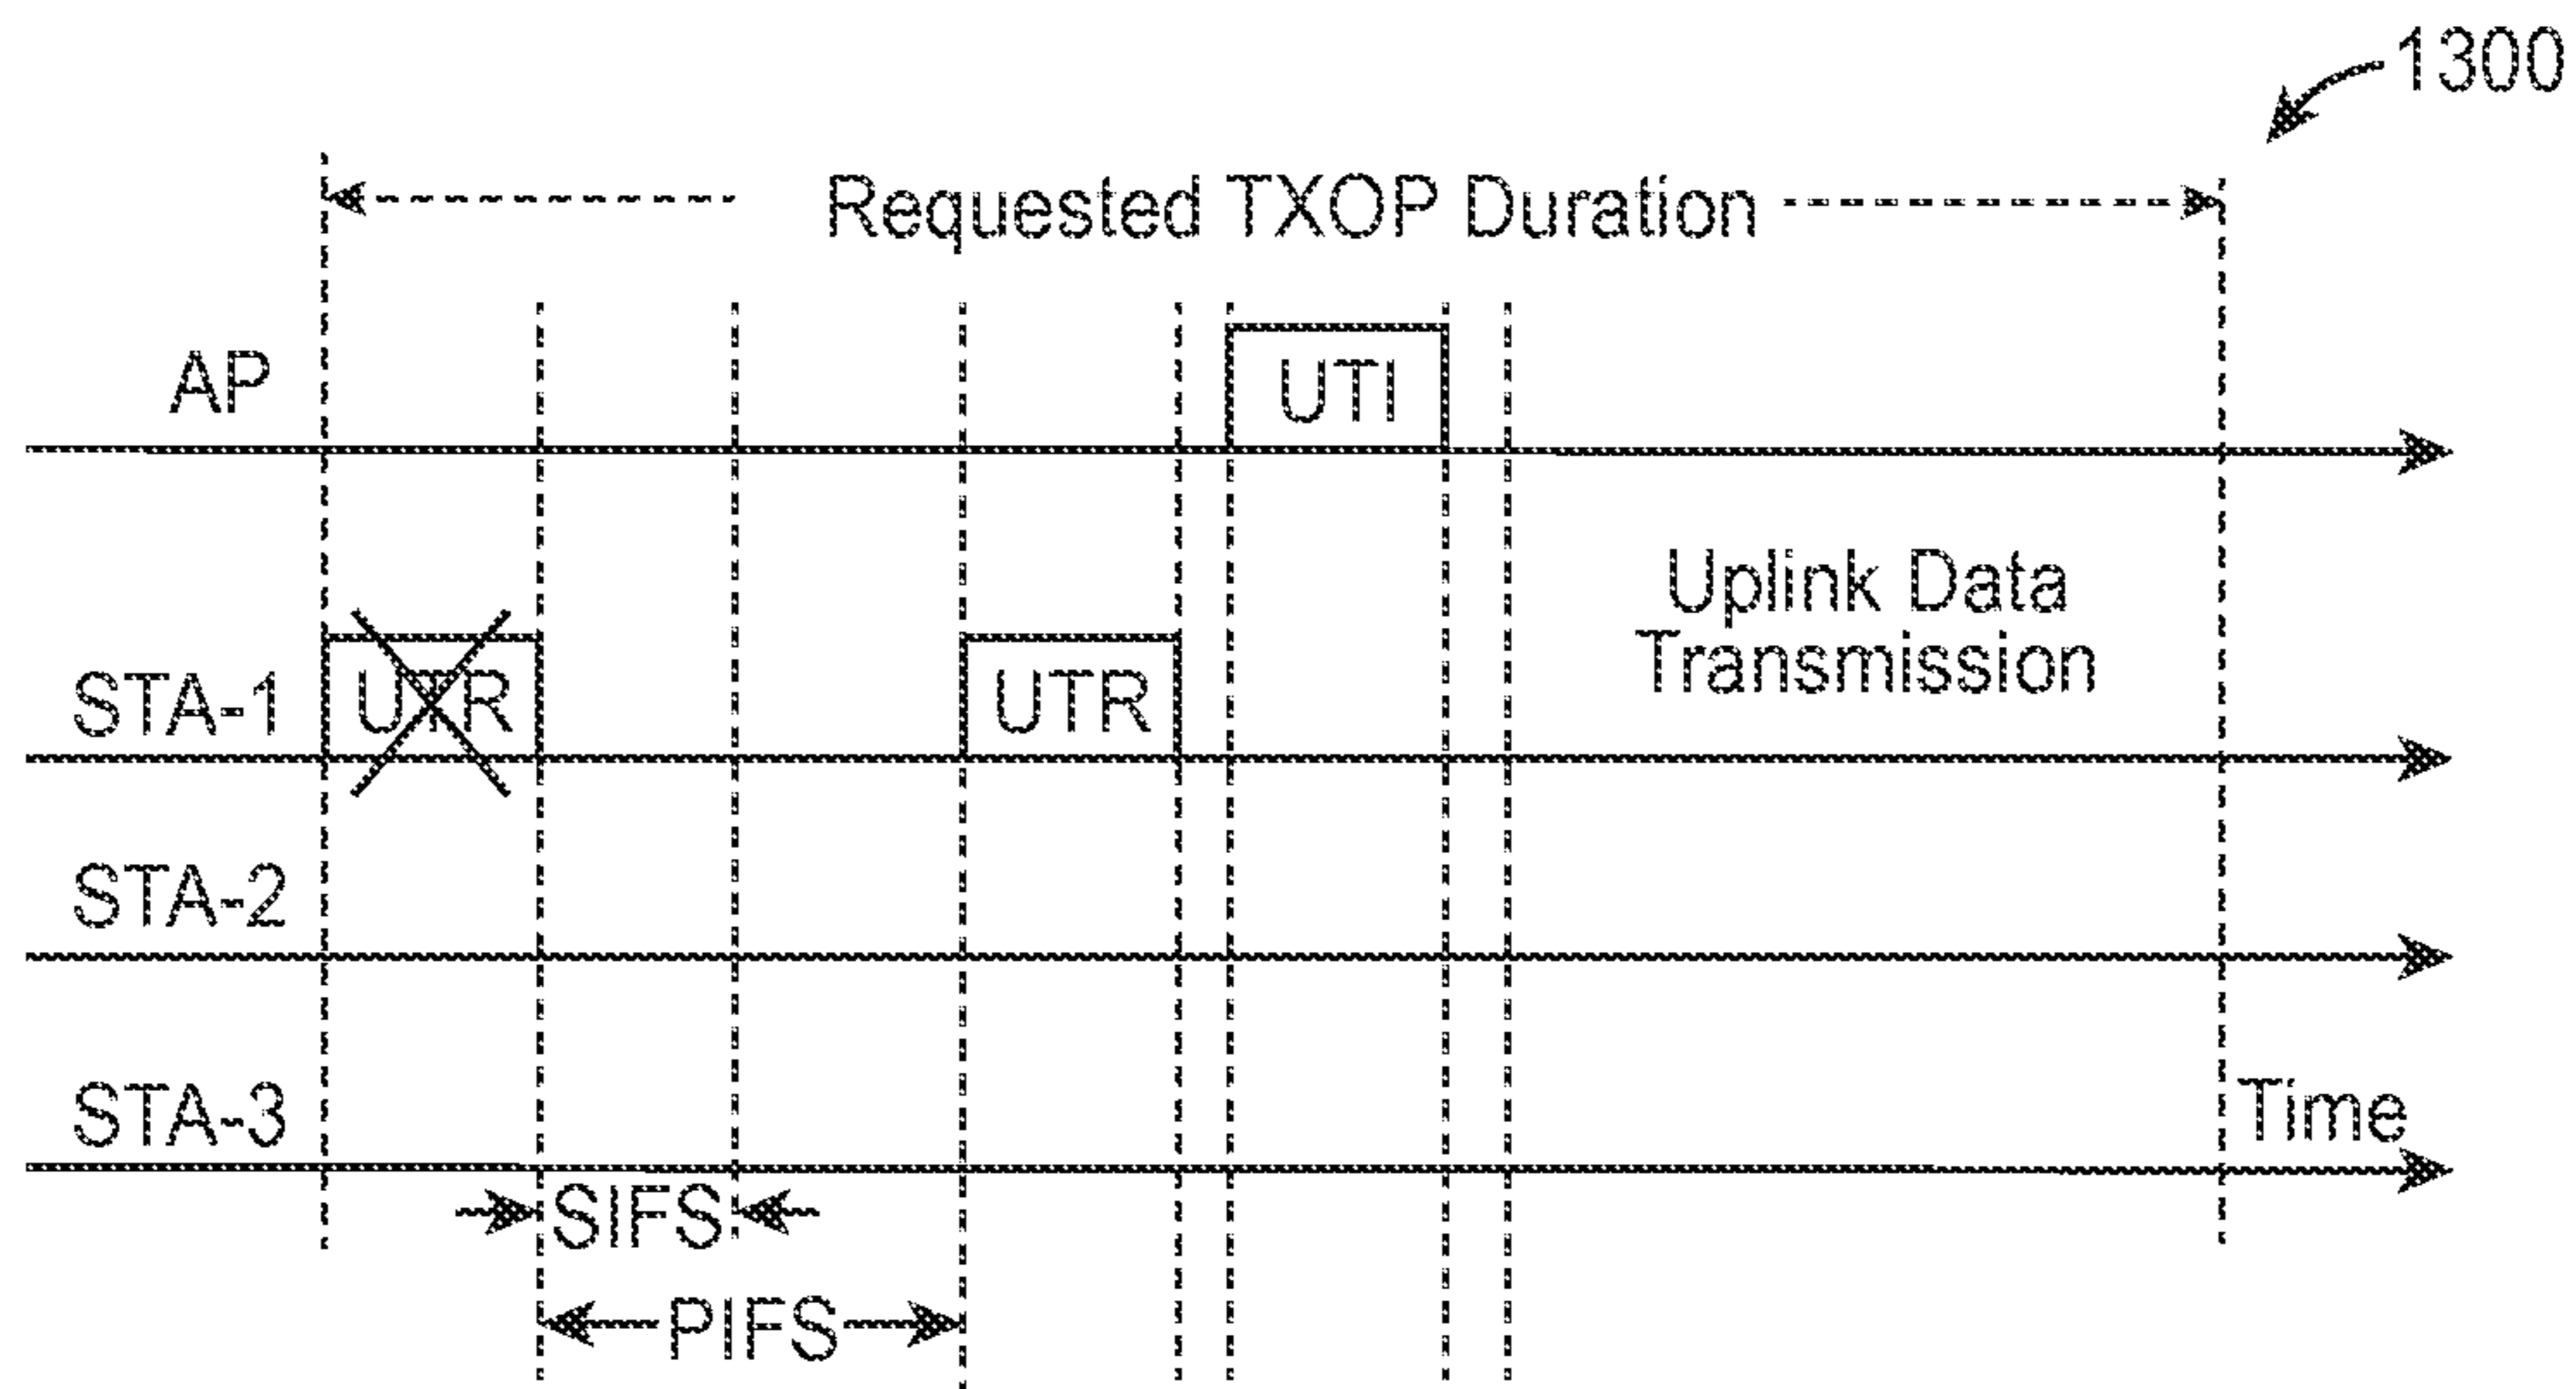 1300
Requested TXOP Duration
AP
UTI
Uplink Data
Transmission
STA-1
UTR
UTR
STA-2
STA-3
Time
SIFS
PIFS